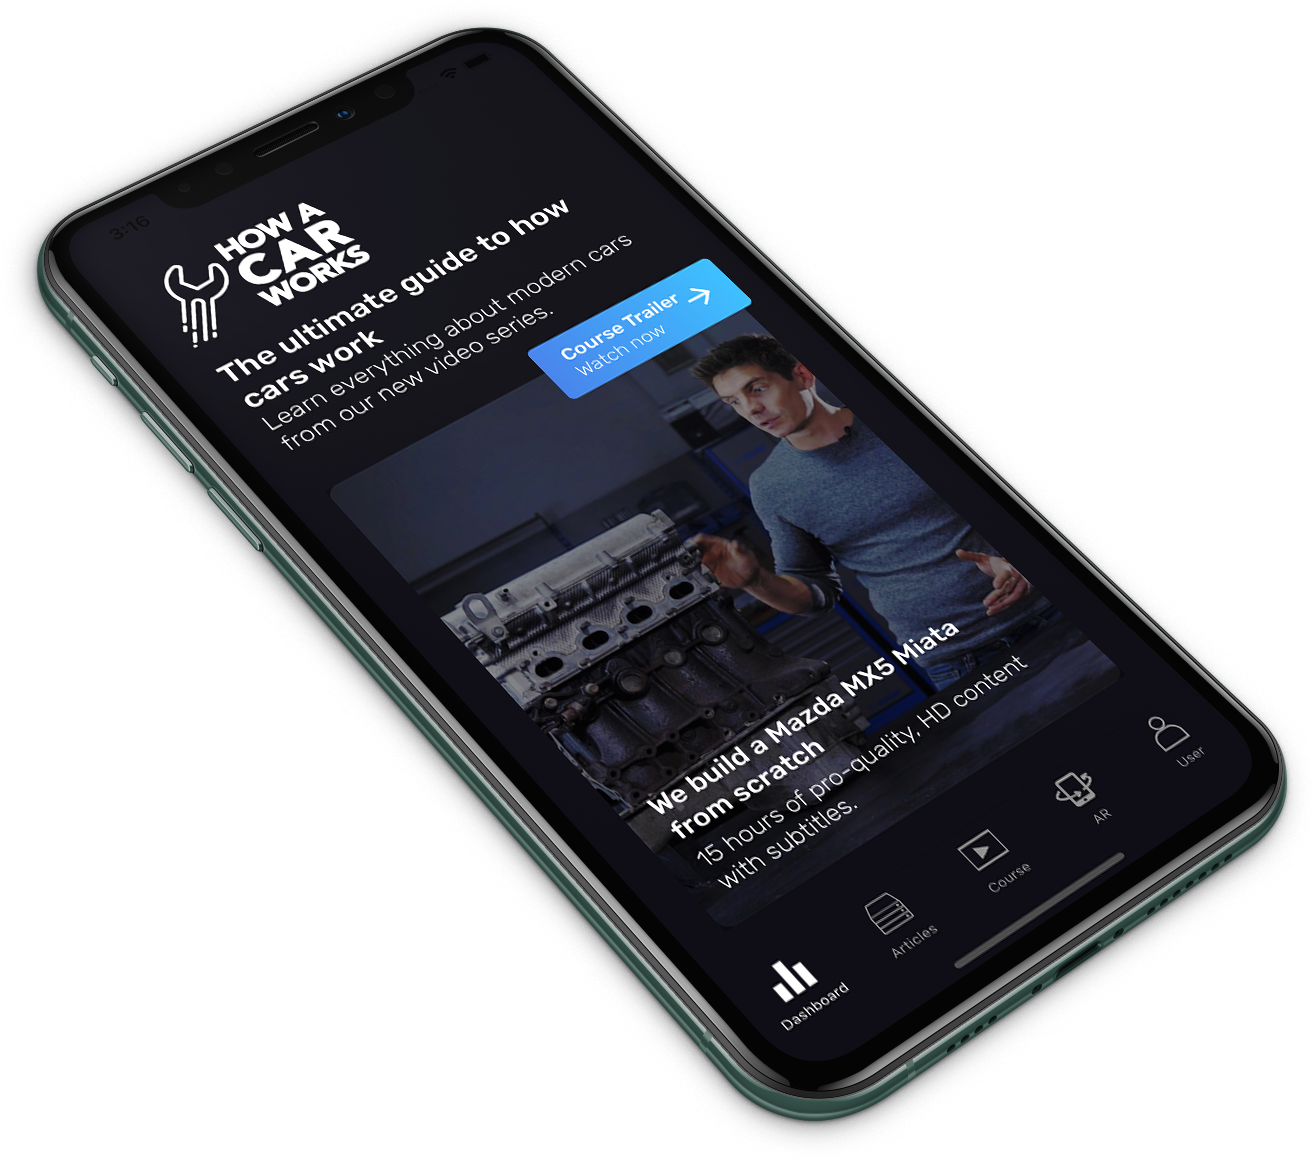 3:16
HOW A
CAR
WORKS
The ultimate guide to how
cars work
Learn everything about modern cars
from our new video series.
Course Trailer
Watch now
We build a Mazda MX5 Miata
from scratch
15 hours of pro-quality, HD content
with subtitles.
Dashboard
Articles
Course
AR
User